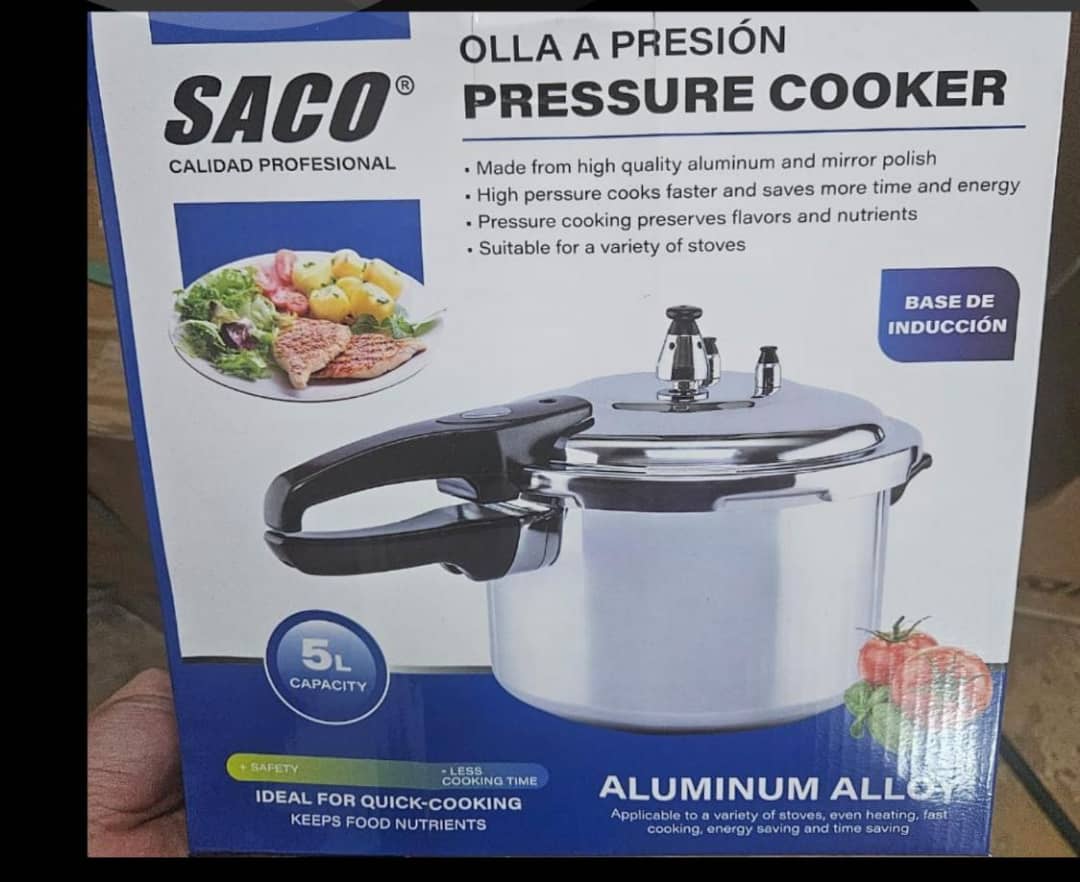 SACO®
CALIDAD PROFESIONAL
OLLA A PRESIÓN
PRESSURE COOKER
• Made from high quality aluminum and mirror polish
• High perssure cooks faster and saves more time and energy
• Pressure cooking preserves flavors and nutrients
• Suitable for a variety of stoves
BASE DE
INDUCCIÓN
5L
CAPACITY
+ SAFETY
- LESS
COOKING TIME
IDEAL FOR QUICK-COOKING
KEEPS FOOD NUTRIENTS
ALUMINUM ALLOY
Applicable to a variety of stoves, even heating, fast
cooking, energy saving and time saving